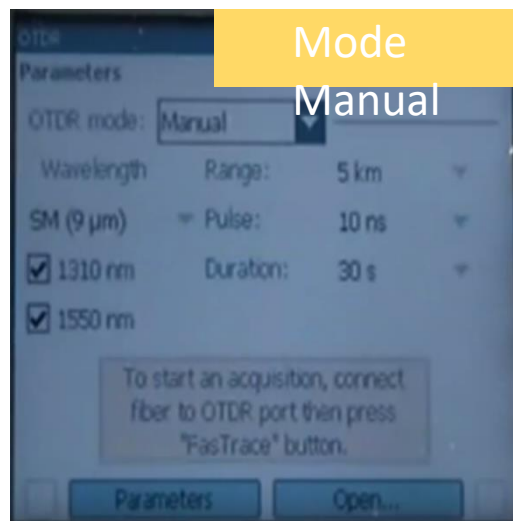 OTDR
Mode
Manual
Parameters
OTDR mode: Manual
Wavelength Range: 5 km
SM (9 µm) Pulse: 10 ns
1310 nm Duration: 30 s
1550 nm
To start an acquisition, connect
fiber to OTDR port then press
"FasTrace" button.
Parameters Open...